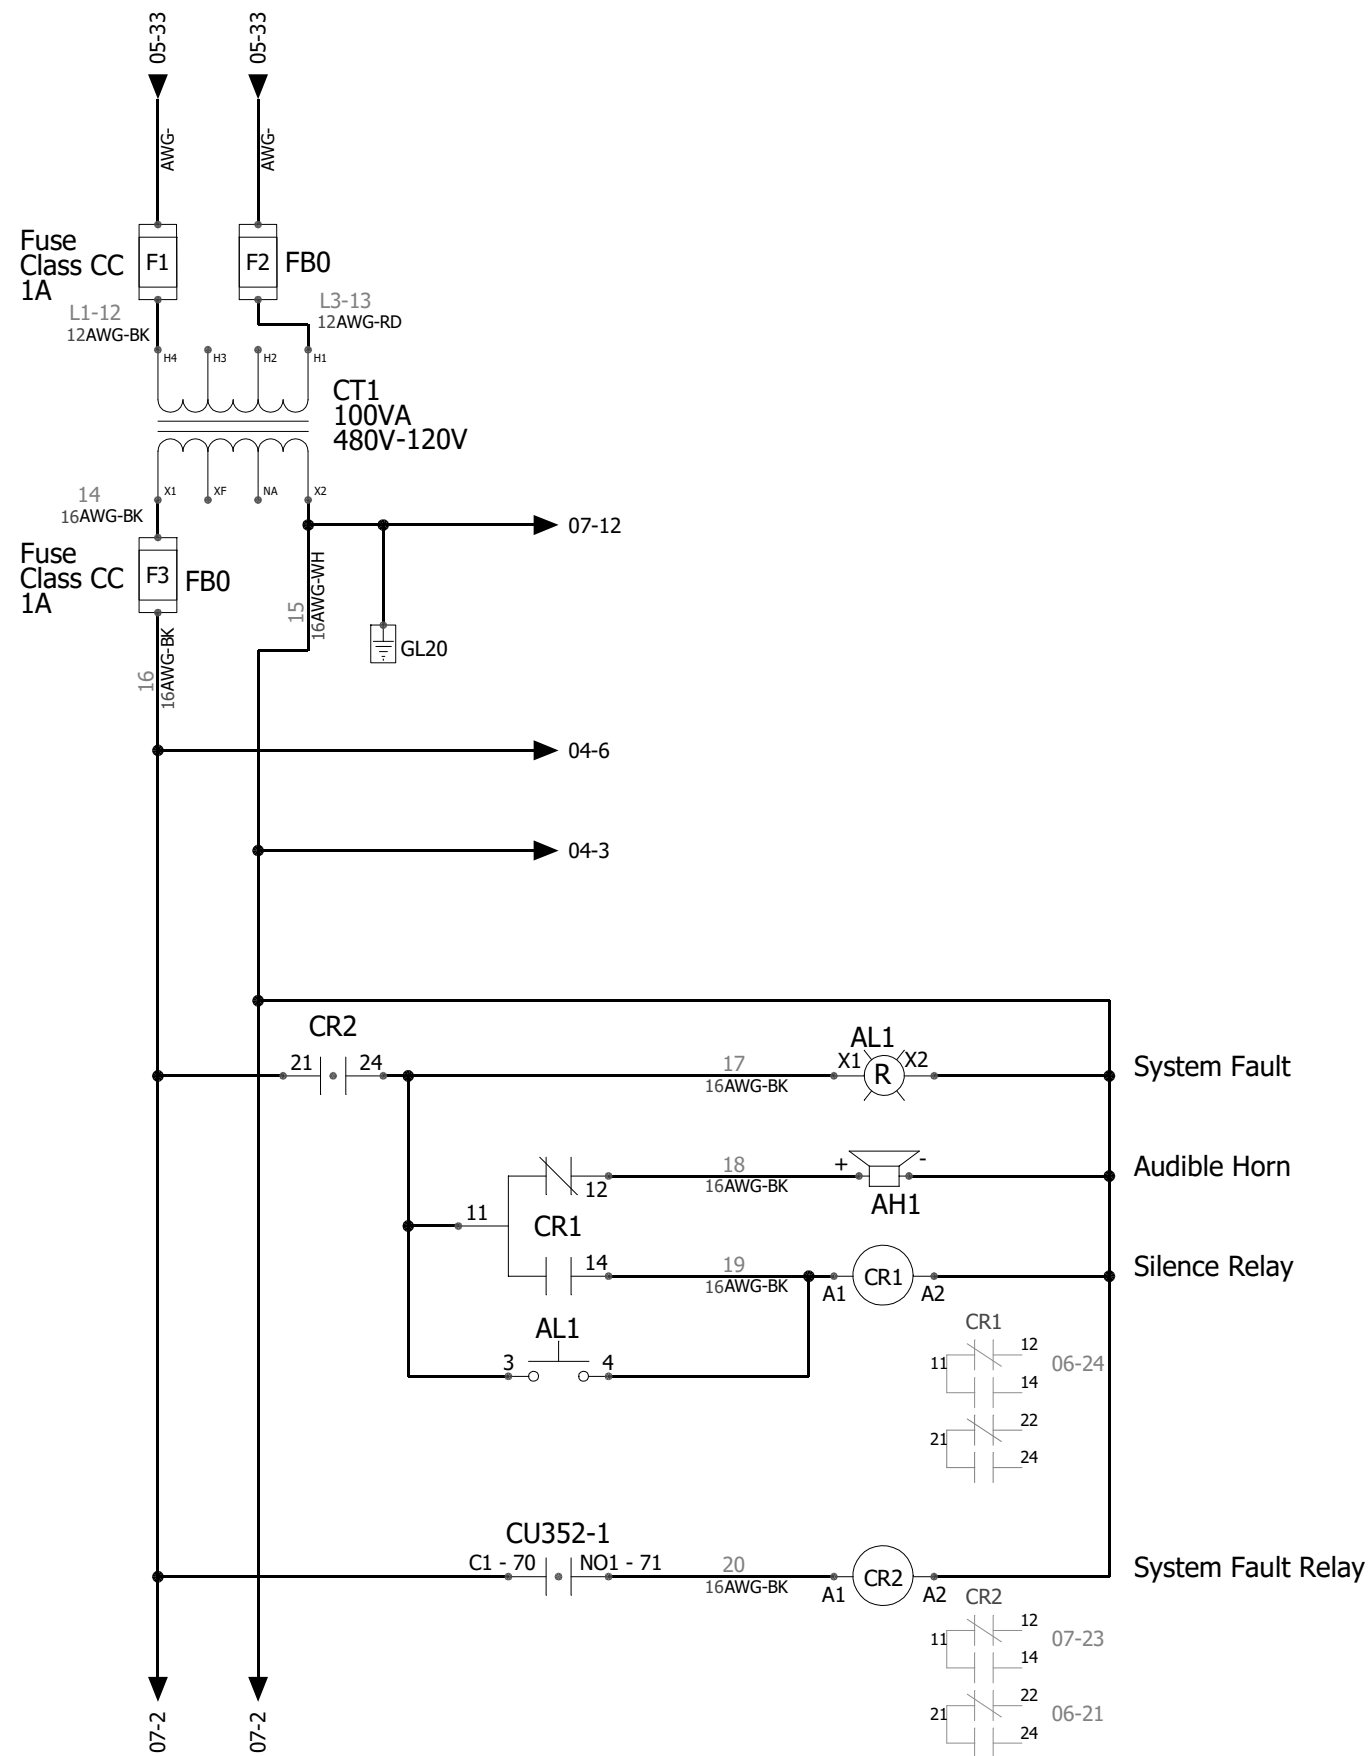 05-33
05-33
AWG-
AWG-
Fuse
Class CC
1A
F1
F2
FB0
L1-12
12AWG-BK
L3-13
12AWG-RD
H4
H3
H2
H1
CT1
100VA
480V-120V
X1
XF
NA
X2
14
16AWG-BK
07-12
Fuse
Class CC
1A
F3
FB0
15
16AWG-WH
GL20
16
16AWG-BK
04-6
04-3
CR2
21
24
17
16AWG-BK
AL1
X1
X2
R
System Fault
12
18
16AWG-BK
+
-
AH1
Audible Horn
11
CR1
14
19
16AWG-BK
A1
CR1
A2
Silence Relay
AL1
3
4
CR1
11
12
14
06-24
21
22
24
CU352-1
C1 - 70
NO1 - 71
20
16AWG-BK
A1
CR2
A2
System Fault Relay
CR2
11
12
14
07-23
21
22
24
06-21
07-2
07-2